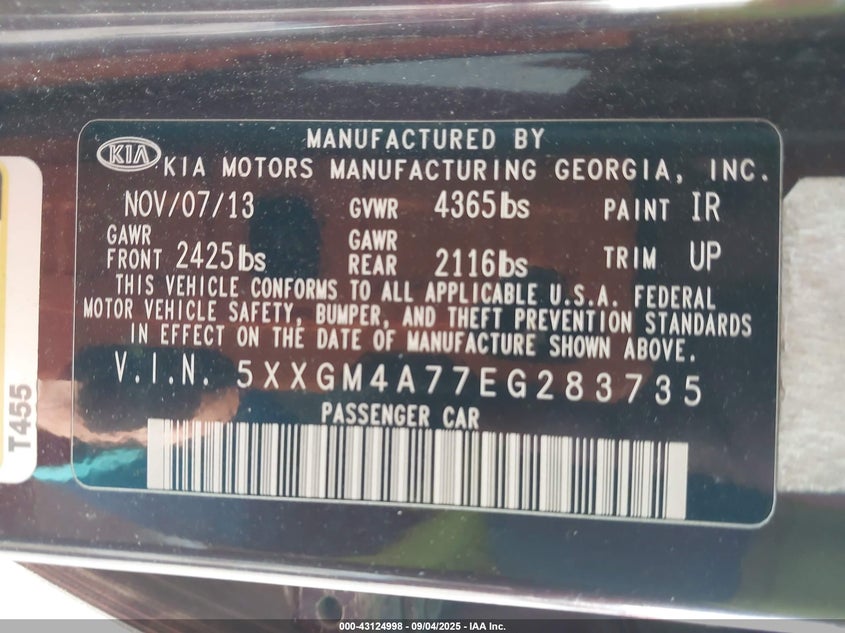 MANUFACTURED BY
KIA KIA MOTORS MANUFACTURING GEORGIA, INC.
NOV/07/13 GVWR 4365lbs PAINT IR
GAWR FRONT 2425lbs GAWR REAR 2116lbs TRIM UP
THIS VEHICLE CONFORMS TO ALL APPLICABLE U.S.A. FEDERAL
MOTOR VEHICLE SAFETY, BUMPER, AND THEFT PREVENTION STANDARDS
IN EFFECT ON THE DATE OF MANUFACTURE SHOWN ABOVE.
V.I.N. 5XXGM4A77EG283735
PASSENGER CAR
T455
000-43124998 - 09/04/2025 - IAA Inc.